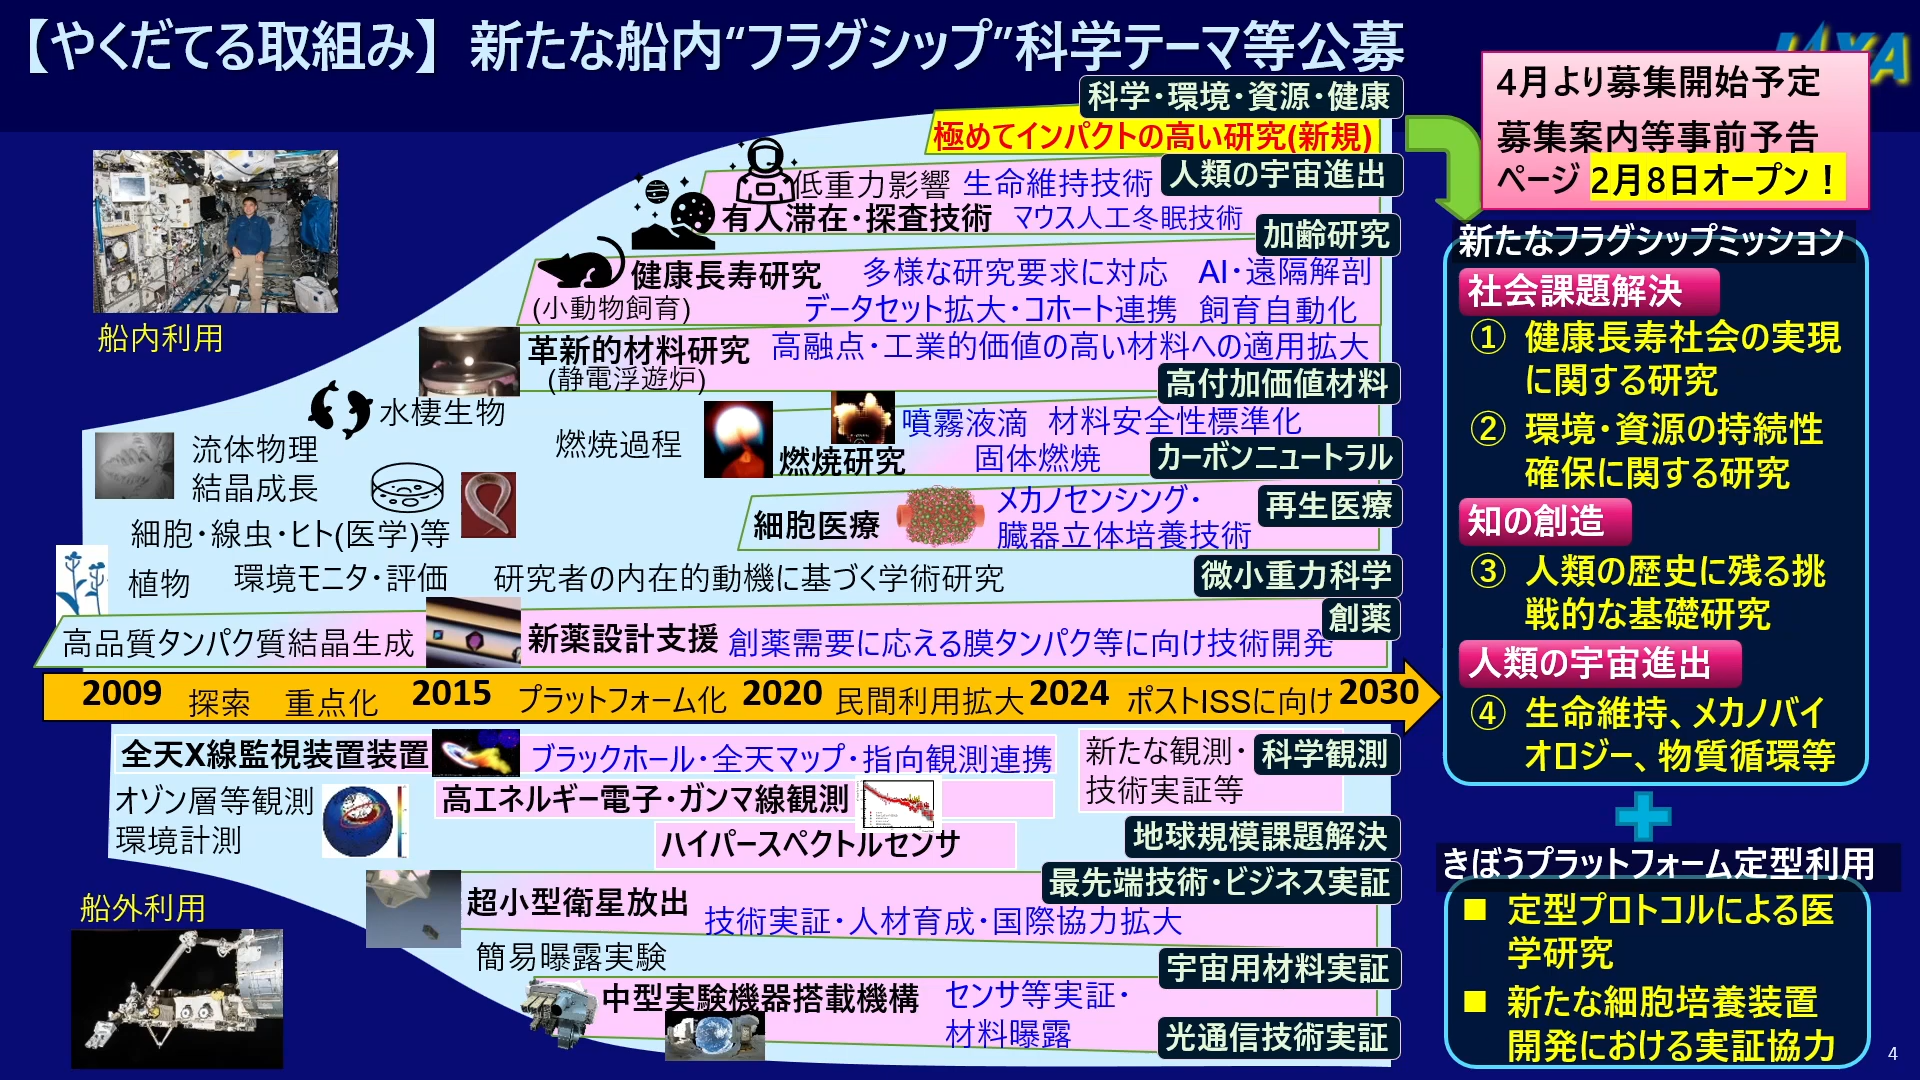 【やくだてる取組み】新たな船内“フラグシップ”科学テーマ等公募
4月より募集開始予定
募集案内等事前予告
ページ 2月8日オープン！
科学・環境・資源・健康
極めてインパクトの高い研究(新規)
人類の宇宙進出
低重力影響 生命維持技術
有人滞在・探査技術 マウス人工冬眠技術
加齢研究
健康長寿研究 多様な研究要求に対応 AI・遠隔解剖
(小動物飼育) データセット拡大・コホート連携 飼育自動化
船内利用
革新的材料研究 高融点・工業的価値の高い材料への適用拡大
(静電浮遊炉)
高付加価値材料
水棲生物
流体物理
結晶成長
燃焼過程
噴霧液滴 材料安全性標準化
燃焼研究 固体燃焼 カーボンニュートラル
細胞・線虫・ヒト(医学)等
細胞医療
メカノセンシング・
臓器立体培養技術
再生医療
植物 環境モニタ・評価 研究者の内在的動機に基づく学術研究 微小重力科学
創薬
高品質タンパク質結晶生成 新薬設計支援 創薬需要に応える膜タンパク等に向け技術開発
2009 探索 重点化 2015 プラットフォーム化 2020 民間利用拡大 2024 ポストISSに向け 2030
全天X線監視装置装置 ブラックホール・全天マップ・指向観測連携
新たな観測・
技術実証等
科学観測
オゾン層等観測
環境計測
高エネルギー電子・ガンマ線観測
ハイパースペクトルセンサ
地球規模課題解決
最先端技術・ビジネス実証
船外利用
超小型衛星放出 技術実証・人材育成・国際協力拡大
簡易曝露実験
宇宙用材料実証
中型実験機器搭載機構
センサ等実証・
材料曝露
光通信技術実証
新たなフラグシップミッション
社会課題解決
① 健康長寿社会の実現
に関する研究
② 環境・資源の持続性
確保に関する研究
知の創造
③ 人類の歴史に残る挑
戦的な基礎研究
人類の宇宙進出
④ 生命維持、メカノバイ
オロジー、物質循環等
きぼうプラットフォーム定型利用
■ 定型プロトコルによる医
学研究
■ 新たな細胞培養装置
開発における実証協力
4